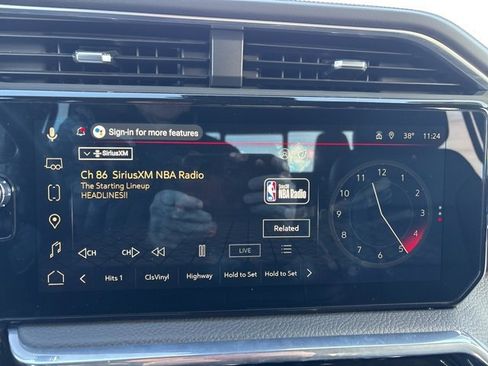 Sign-in for more features
38° 11:24
SiriusXM
Ch 86 SiriusXM NBA Radio
The Starting Lineup
HEADLINES!!
NBA Radio
Related
CH CH LIVE
Hits 1 ClsVinyl Highway Hold to Set Hold to Set
12
11 1
10 2
9 3
8 4
7 5
6